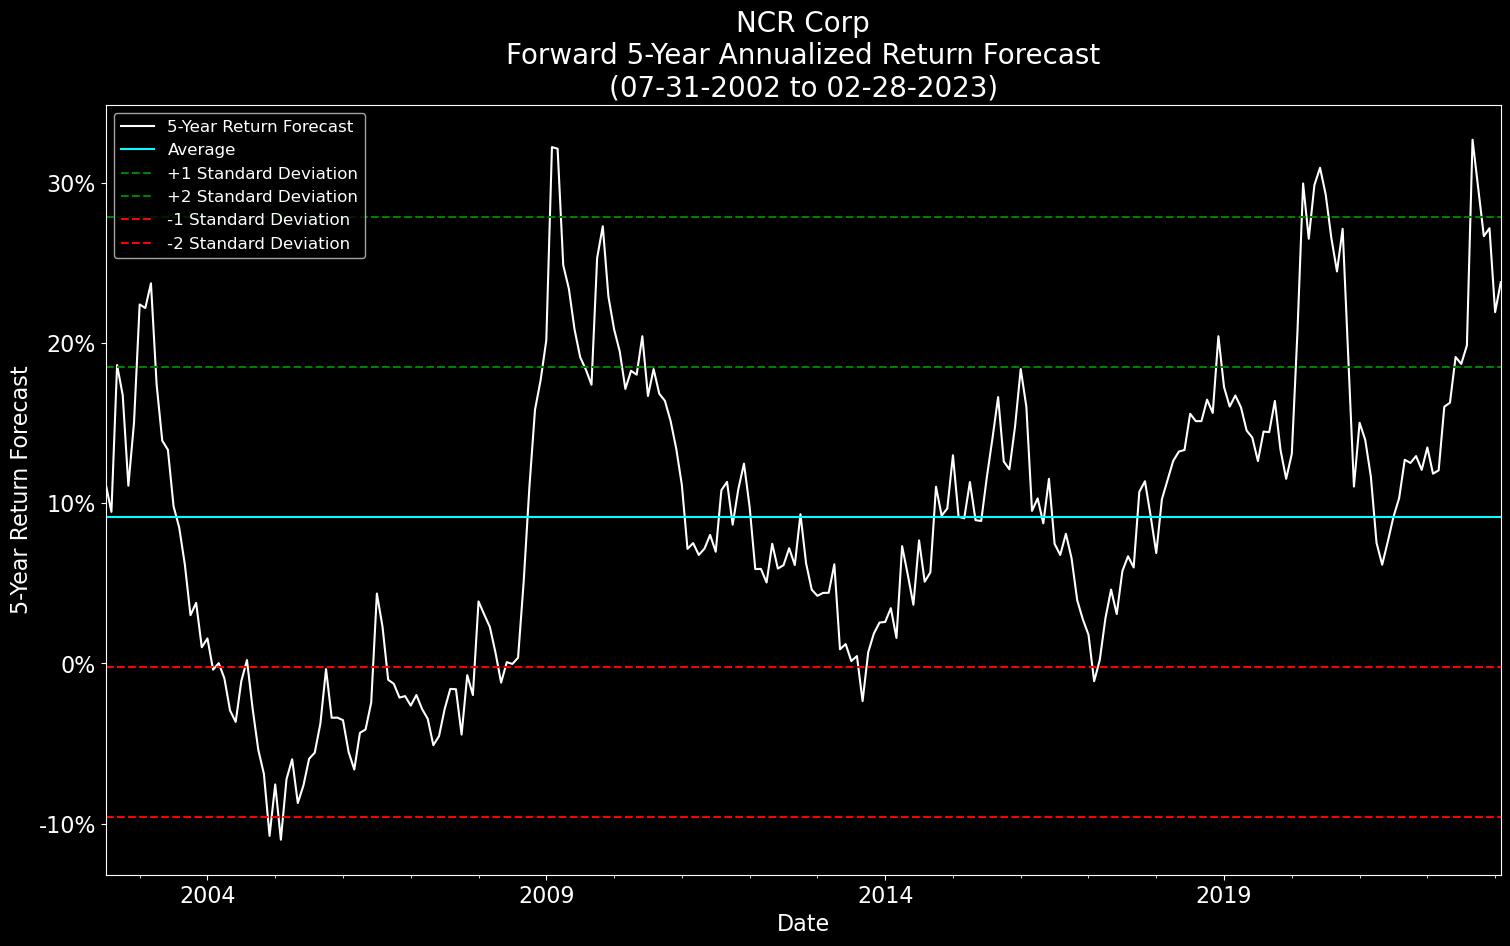 NCR Corp
Forward 5-Year Annualized Return Forecast
(07-31-2002 to 02-28-2023)
5-Year Return Forecast
Average
+1 Standard Deviation
+2 Standard Deviation
-1 Standard Deviation
-2 Standard Deviation
30%
20%
10%
0%
-10%
5-Year Return Forecast
2004
2009
2014
2019
Date